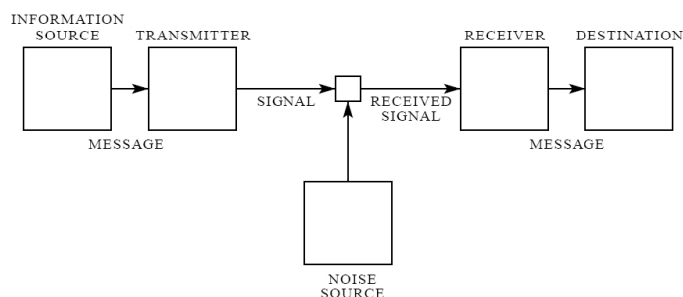 INFORMATION
SOURCE
TRANSMITTER
RECEIVER
DESTINATION
SIGNAL
RECEIVED
SIGNAL
MESSAGE
MESSAGE
NOISE
SOURCE